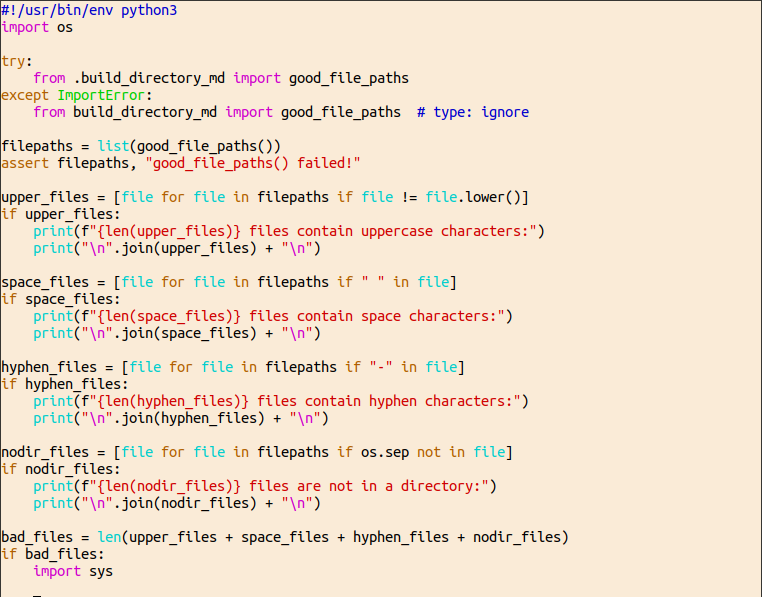 #!/usr/bin/env python3
import os

try:
    from .build_directory_md import good_file_paths
except ImportError:
    from build_directory_md import good_file_paths  # type: ignore

filepaths = list(good_file_paths())
assert filepaths, "good_file_paths() failed!"

upper_files = [file for file in filepaths if file != file.lower()]
if upper_files:
    print(f"{len(upper_files)} files contain uppercase characters:")
    print("\n".join(upper_files) + "\n")

space_files = [file for file in filepaths if " " in file]
if space_files:
    print(f"{len(space_files)} files contain space characters:")
    print("\n".join(space_files) + "\n")

hyphen_files = [file for file in filepaths if "-" in file]
if hyphen_files:
    print(f"{len(hyphen_files)} files contain hyphen characters:")
    print("\n".join(hyphen_files) + "\n")

nodir_files = [file for file in filepaths if os.sep not in file]
if nodir_files:
    print(f"{len(nodir_files)} files are not in a directory:")
    print("\n".join(nodir_files) + "\n")

bad_files = len(upper_files + space_files + hyphen_files + nodir_files)
if bad_files:
    import sys